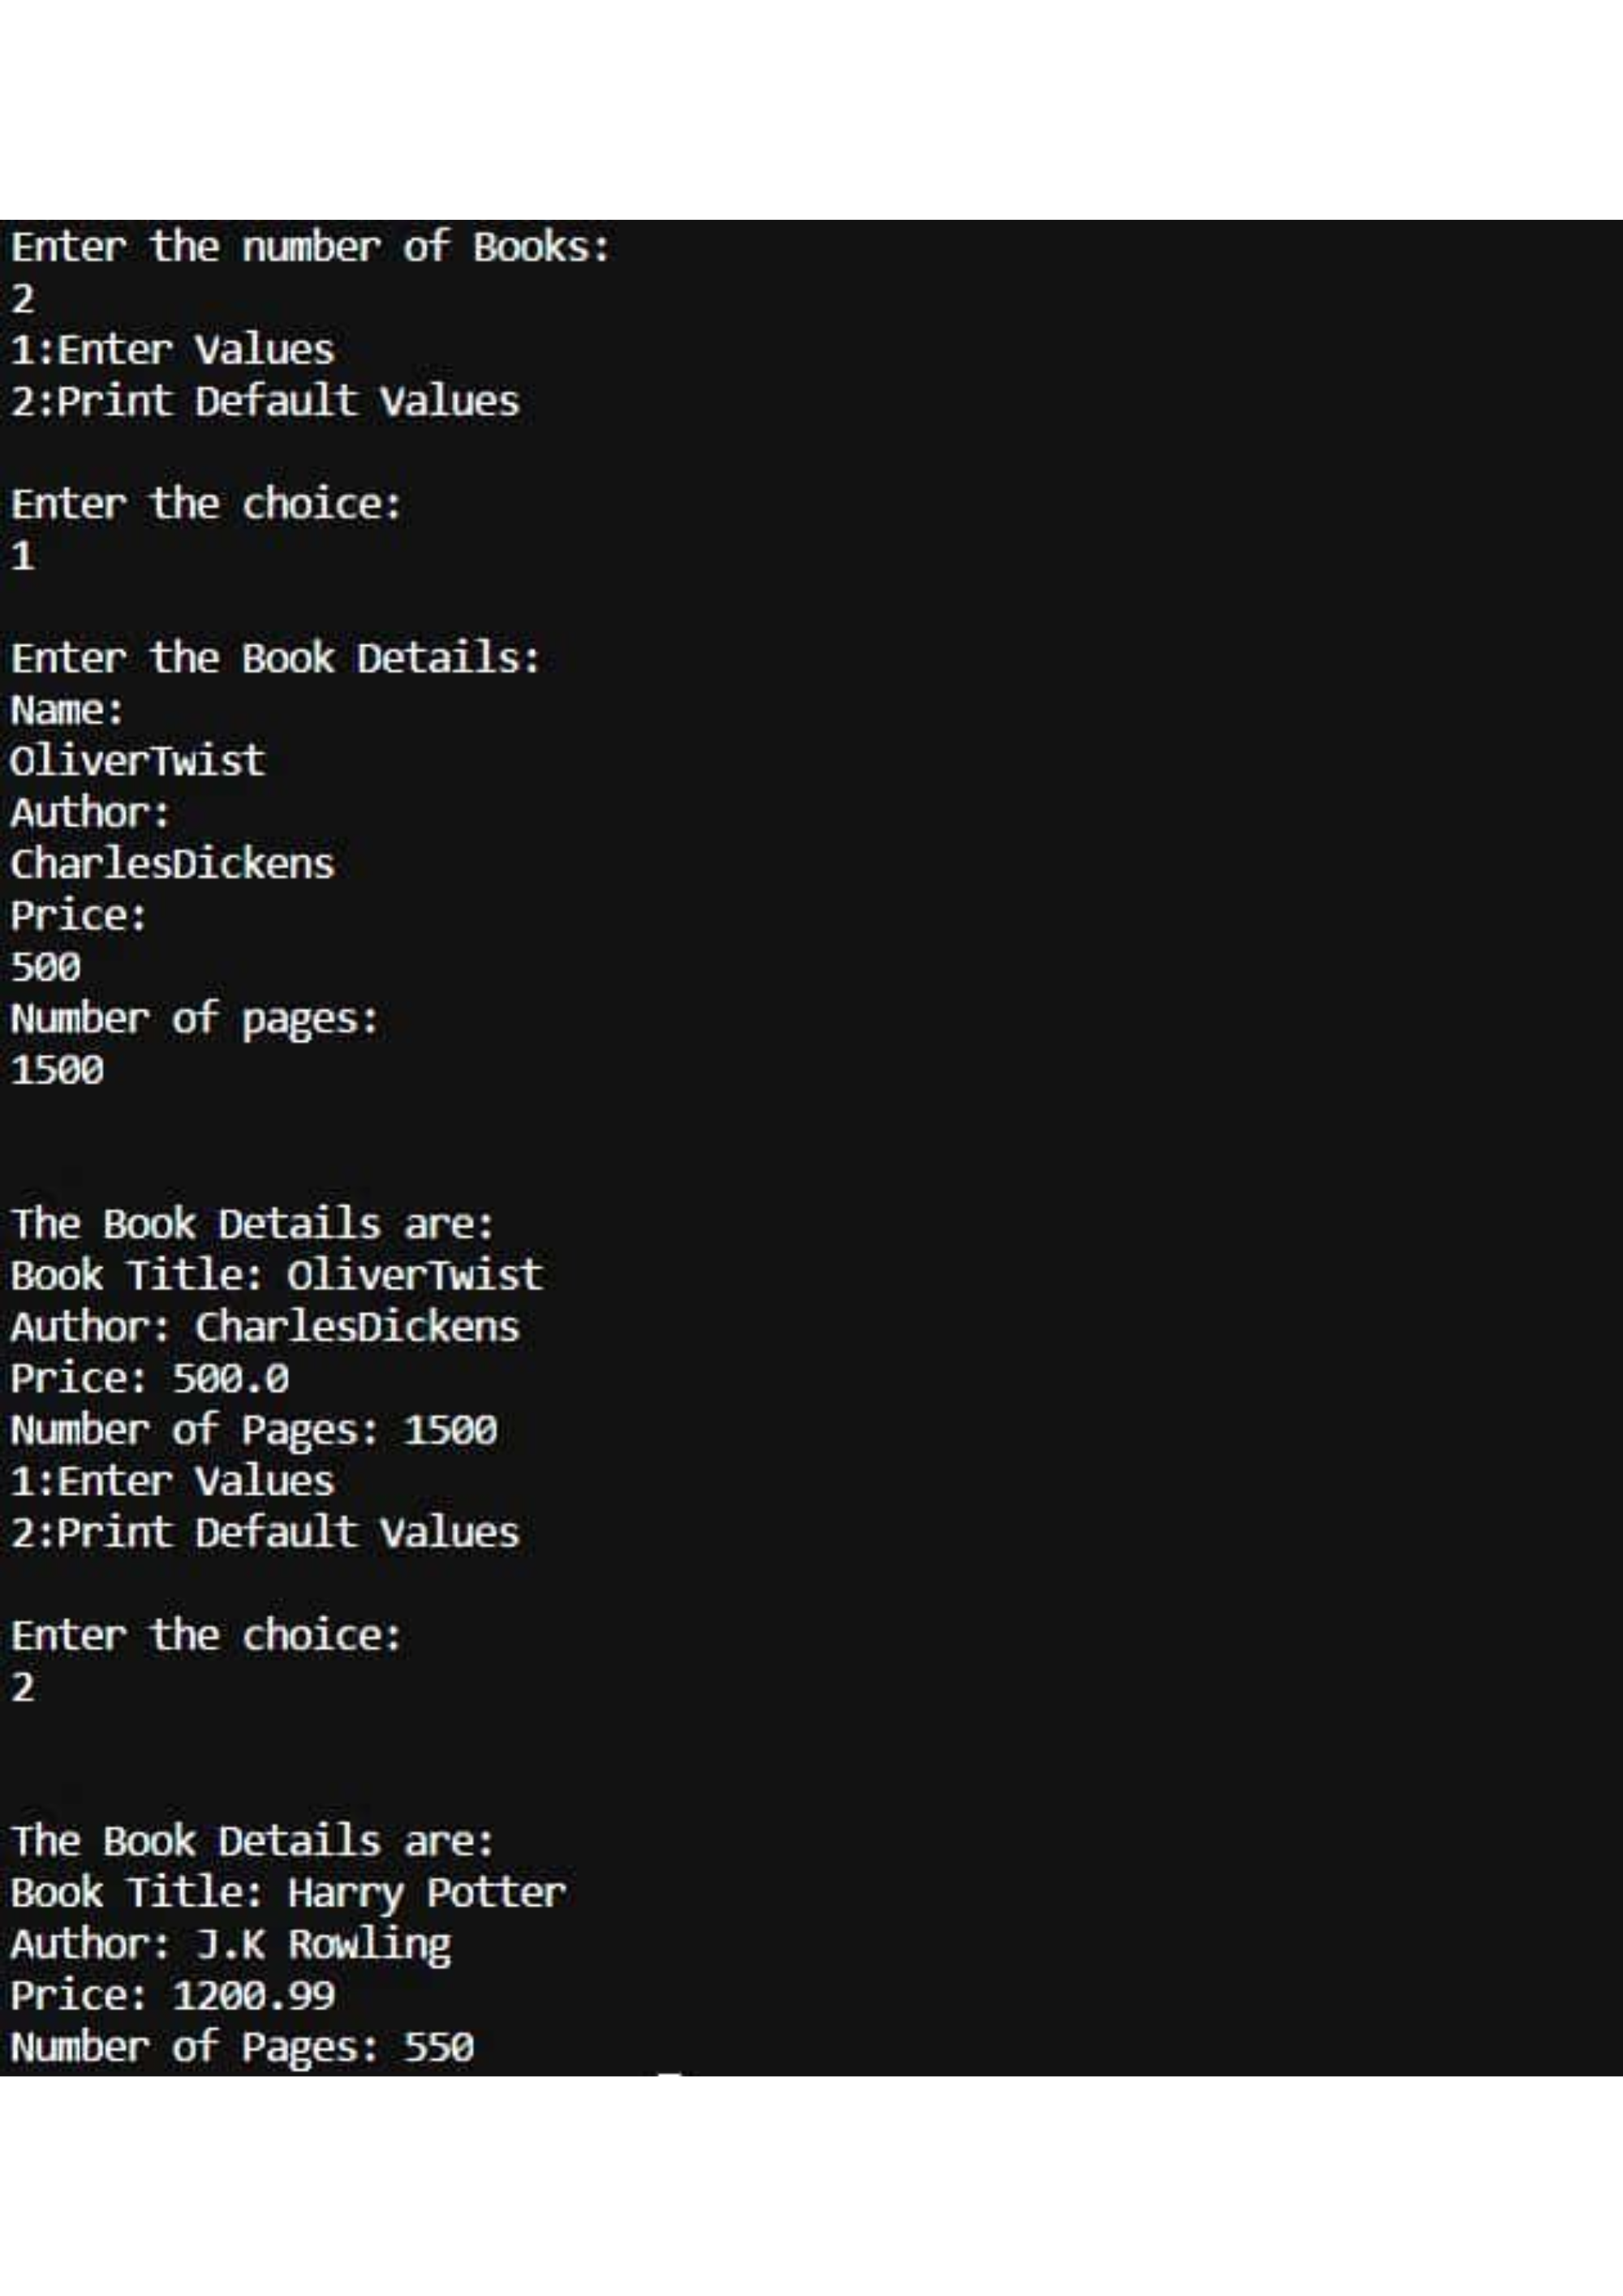 Enter the number of Books:
2
1:Enter Values
2:Print Default Values
Enter the choice:
1
Enter the Book Details:
Name:
OliverTwist
Author:
CharlesDickens
Price:
500
Number of pages:
1500
The Book Details are:
Book Title: OliverTwist
Author: CharlesDickens
Price: 500.0
Number of Pages: 1500
1:Enter Values
2:Print Default Values
Enter the choice:
2
The Book Details are:
Book Title: Harry Potter
Author: J.K Rowling
Price: 1200.99
Number of Pages: 550